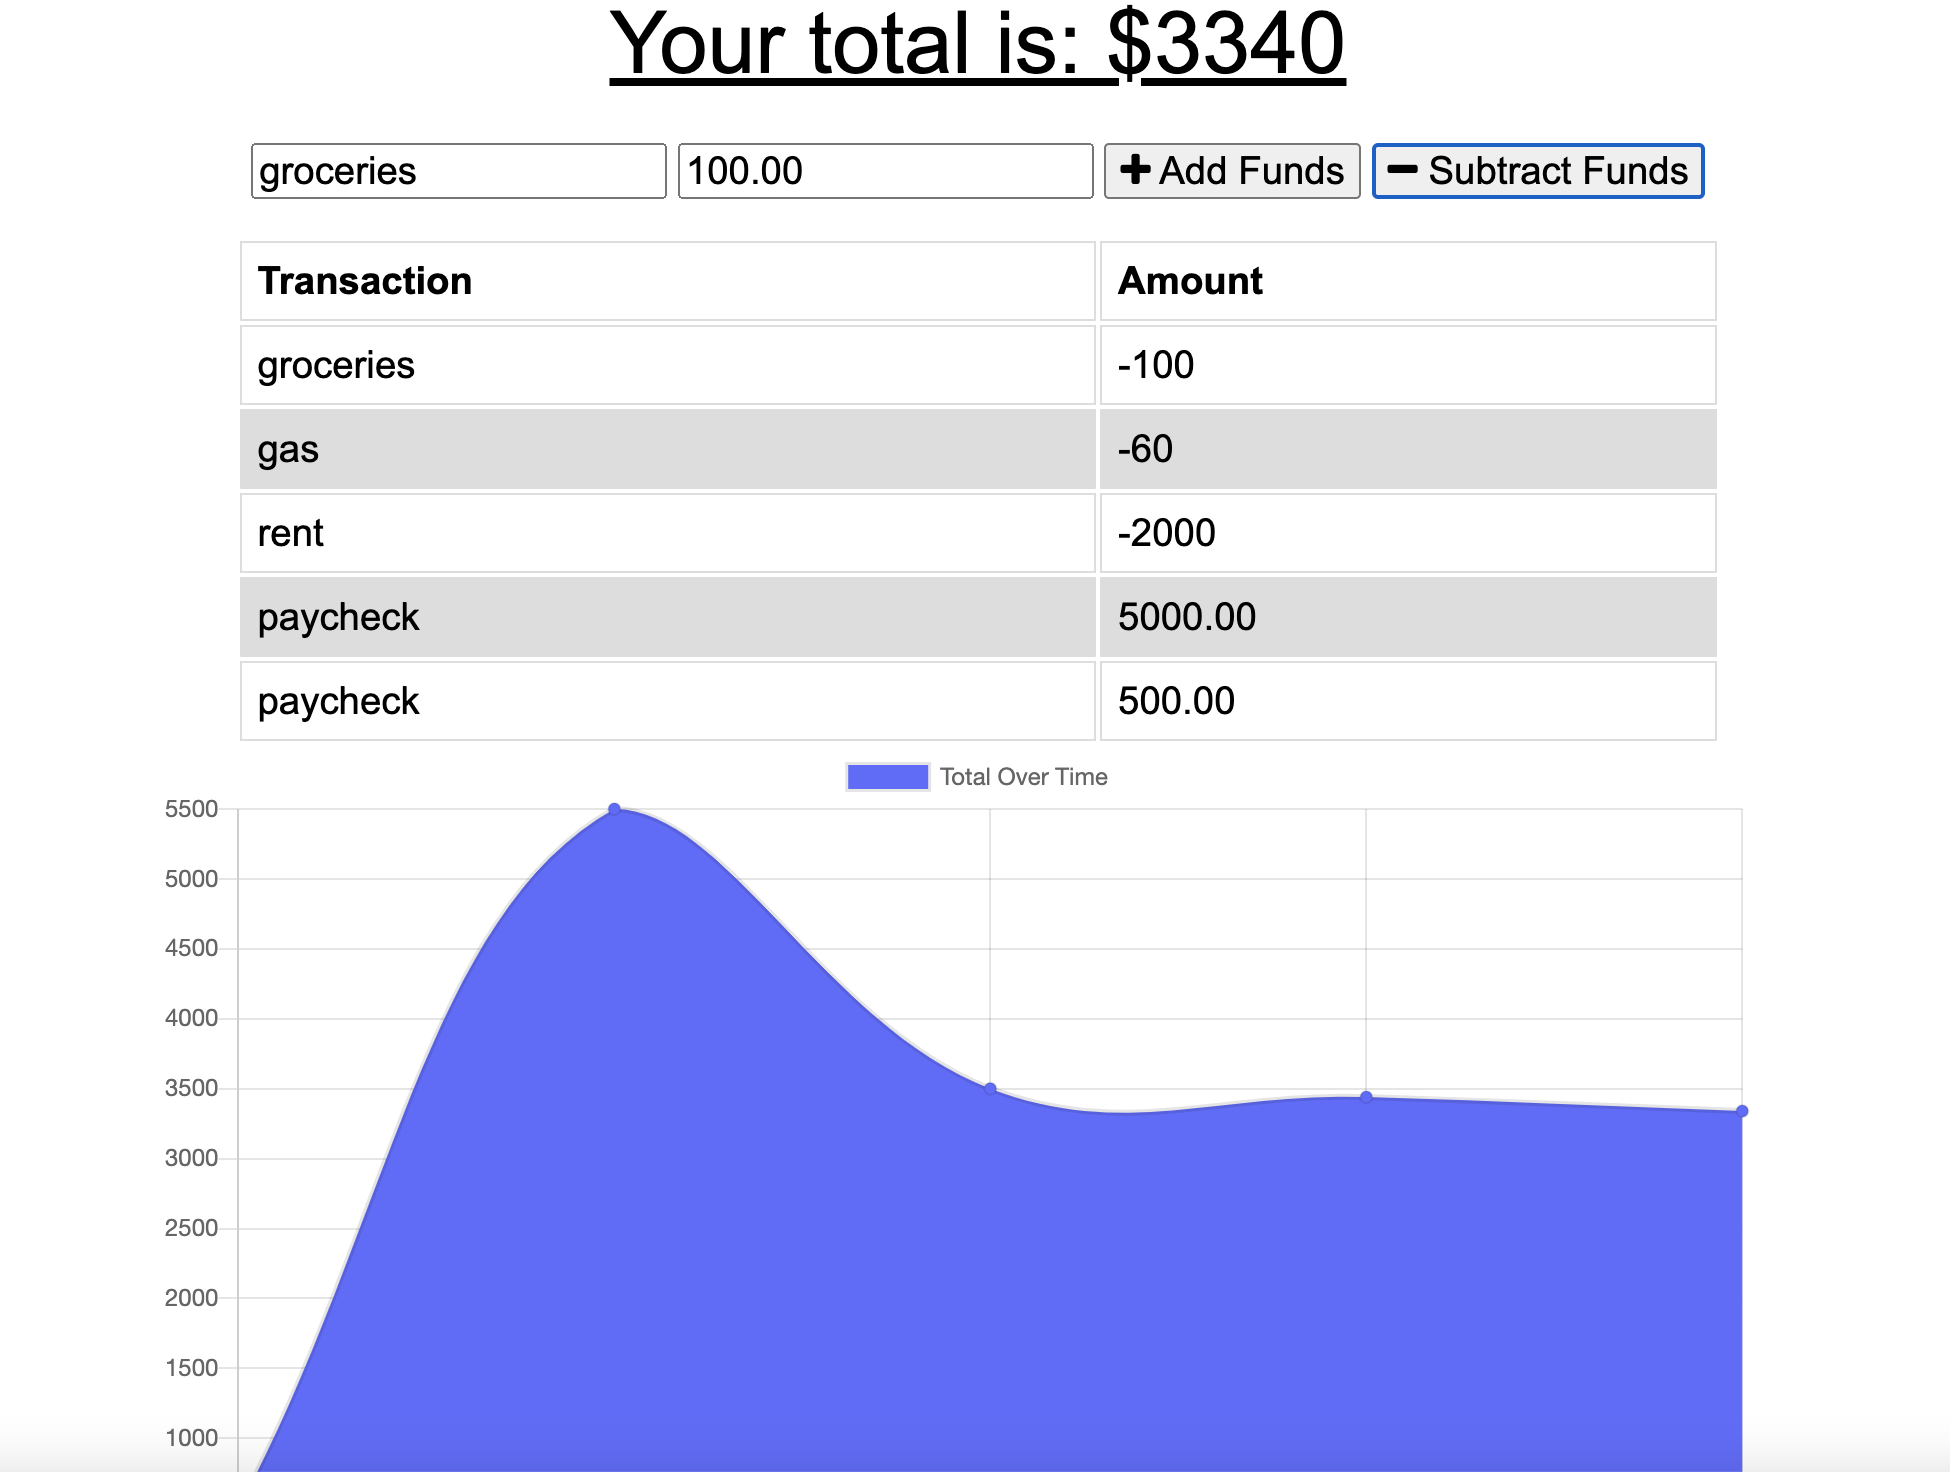 Your total is: $3340
groceries 100.00 Add Funds Subtract Funds
Transaction Amount
groceries -100
gas -60
rent -2000
paycheck 5000.00
paycheck 500.00
Total Over Time
5500
5000
4500
4000
3500
3000
2500
2000
1500
1000